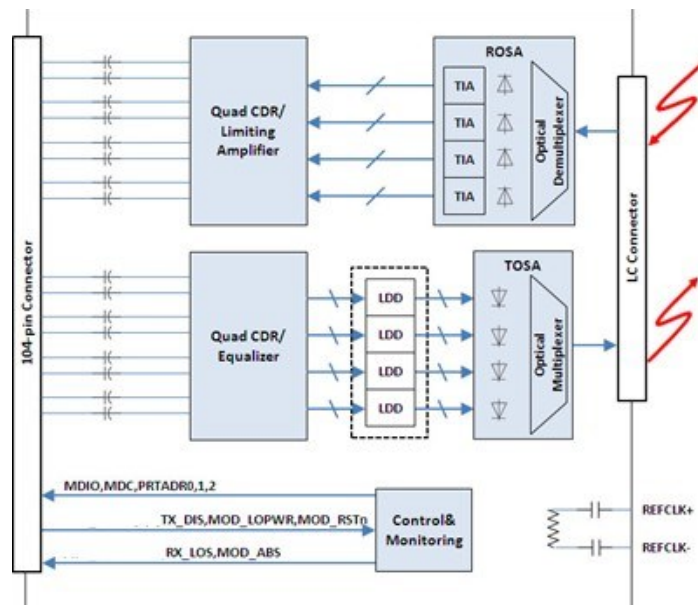 ROSA
TIA
TIA
TIA
TIA
Optical
Demultiplexer
Quad CDR/
Limiting
Amplifier
104-pin Connector
LC Connector
TOSA
Quad CDR/
Equalizer
LDD
LDD
LDD
LDD
Optical
Multiplexer
MDIO,MDC,PRTADR0,1,2
TX_DIS,MOD_LOPWR,MOD_RSTn
RX_LOS,MOD_ABS
Control&
Monitoring
REFCLK+
REFCLK-